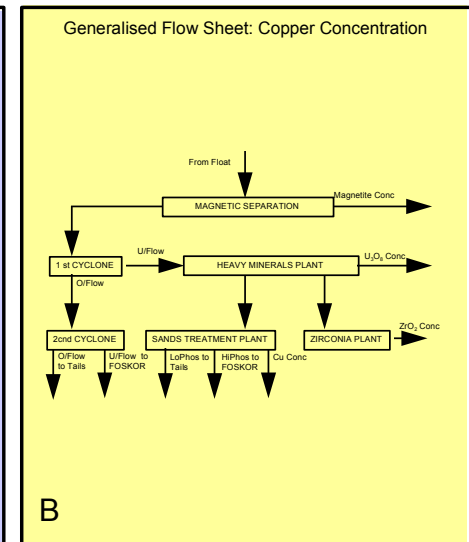 Generalised Flow Sheet: Copper Concentration
From Float
Magnetite Conc
MAGNETIC SEPARATION
U/Flow
U₃O₈ Conc
1 st CYCLONE
HEAVY MINERALS PLANT
O/Flow
ZrO₂ Conc
2cnd CYCLONE
SANDS TREATMENT PLANT
ZIRCONIA PLANT
O/Flow
to Tails
U/Flow to
FOSKOR
LoPhos to
Tails
HiPhos to
FOSKOR
Cu Conc
B